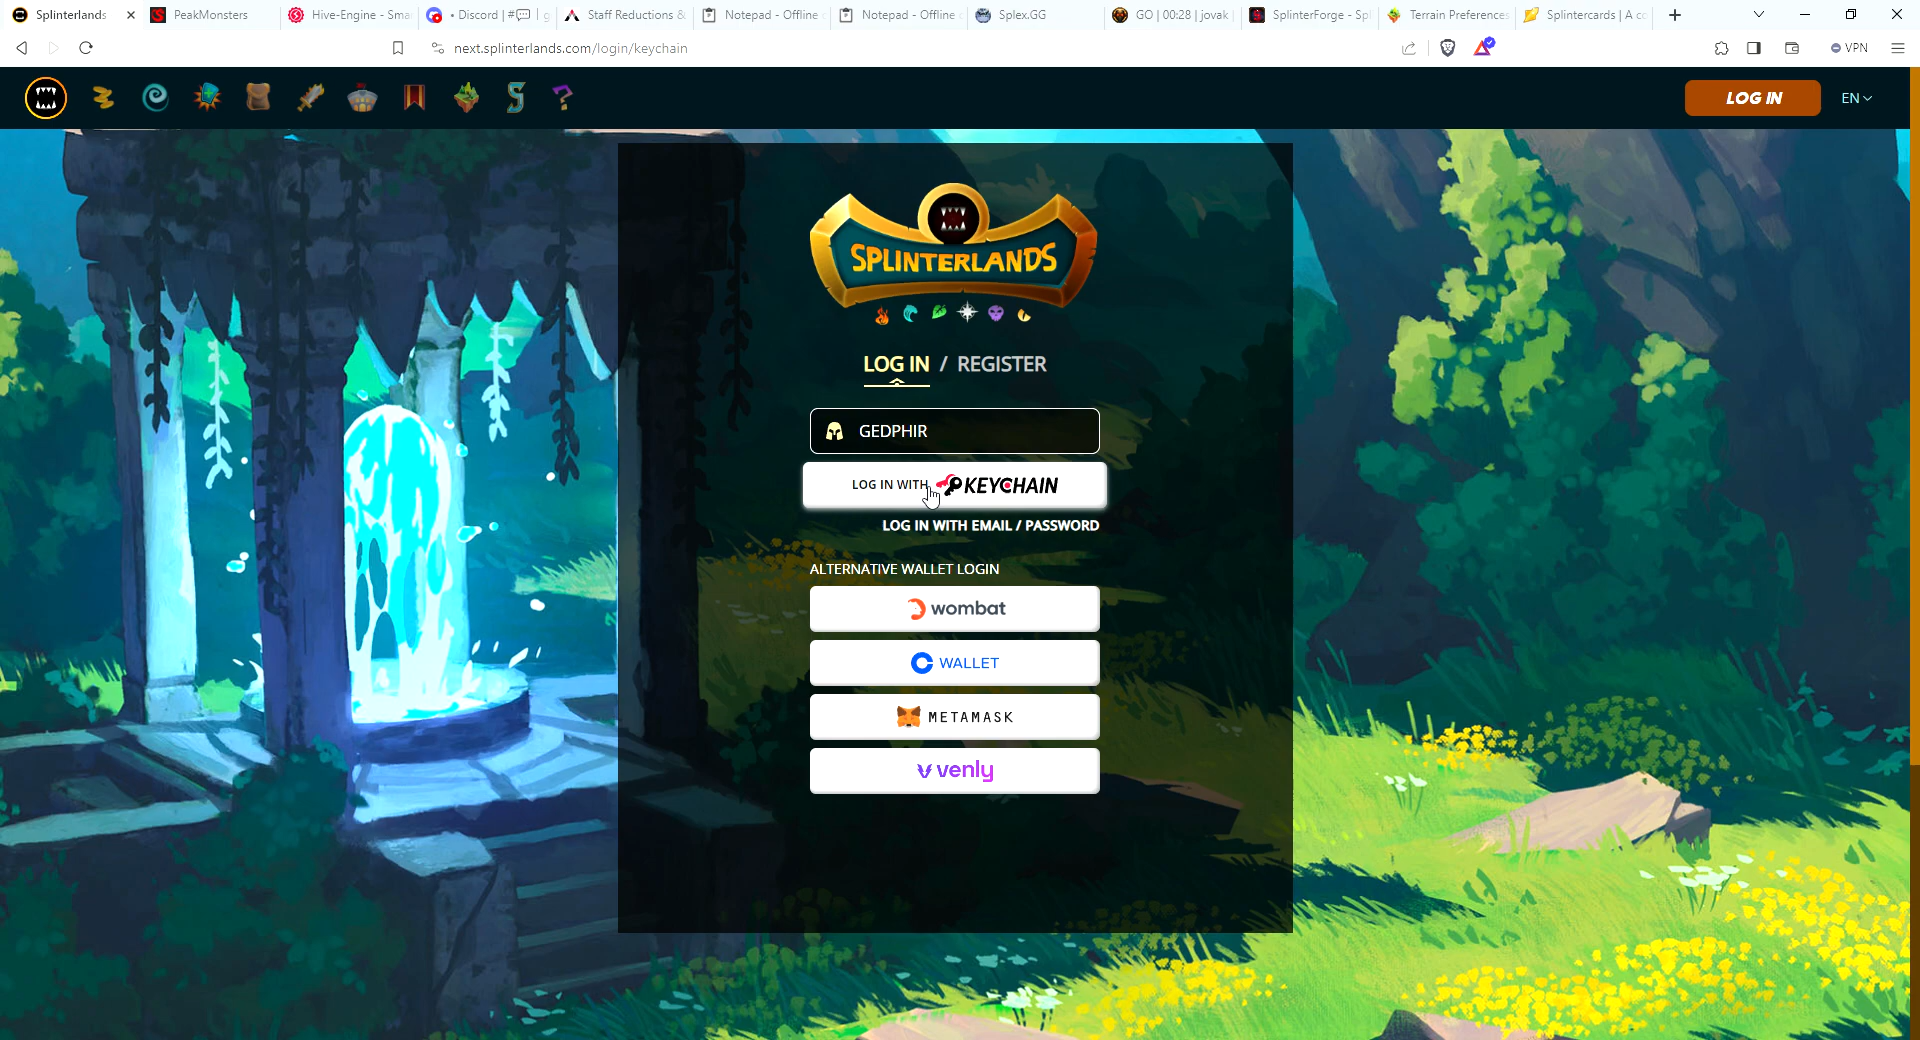 Splinterlands
PeakMonsters
Hive-Engine - Sma
• Discord | #💬 | g
Staff Reductions &
Notepad - Offline
Notepad - Offline
Splex.GG
GO | 00:28 | jovak
SplinterForge - Spl
Terrain Preferences
Splintercards | A co
next.splinterlands.com/login/keychain
VPN
LOG IN
EN
SPLINTERLANDS
LOG IN / REGISTER
GEDPHIR
LOG IN WITH KEYCHAIN
LOG IN WITH EMAIL / PASSWORD
ALTERNATIVE WALLET LOGIN
wombat
WALLET
METAMASK
venly